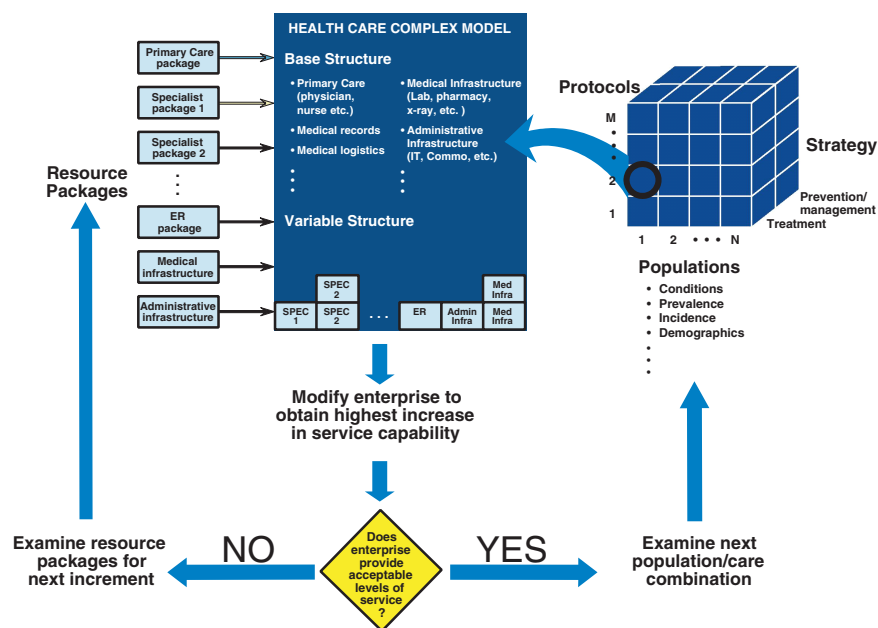 HEALTH CARE COMPLEX MODEL
Base Structure
• Primary Care
(physician,
nurse etc.)
• Medical records
• Medical logistics
• Medical Infrastructure
(Lab, pharmacy,
x-ray, etc. )
• Administrative
Infrastructure
(IT, Commo, etc.)
Variable Structure
SPEC
2
Med
Infra
SPEC
1
SPEC
2
. . .
ER
Admin
Infra
Med
Infra
Resource
Packages
Primary Care
package
Specialist
package 1
Specialist
package 2
ER
package
Medical
infrastructure
Administrative
infrastructure
Protocols
M
2
1
Strategy
Prevention/
management
Treatment
1 2 • • • N
Populations
• Conditions
• Prevalence
• Incidence
• Demographics
Modify enterprise to
obtain highest increase
in service capability
Does
enterprise
provide
acceptable
levels of
service
?
NO
YES
Examine resource
packages for
next increment
Examine next
population/care
combination